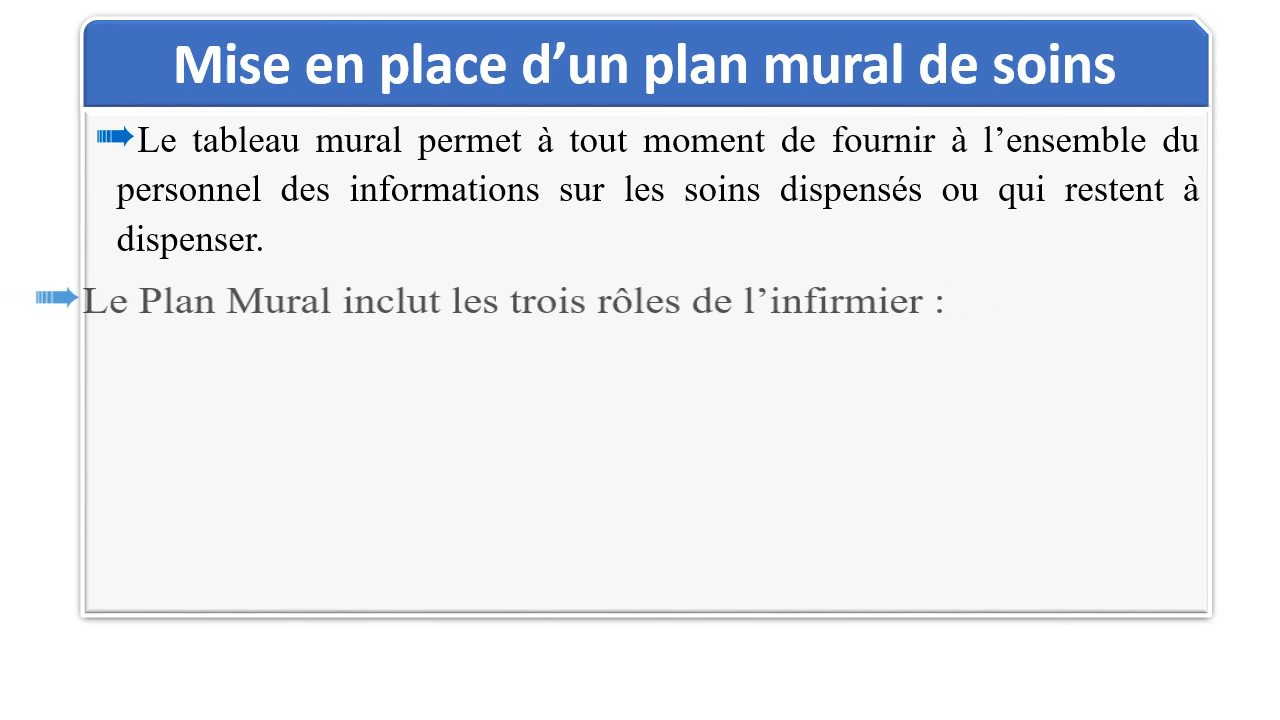 Mise en place d’un plan mural de soins
Le tableau mural permet à tout moment de fournir à l’ensemble du
personnel des informations sur les soins dispensés ou qui restent à
dispenser.
Le Plan Mural inclut les trois rôles de l’infirmier :